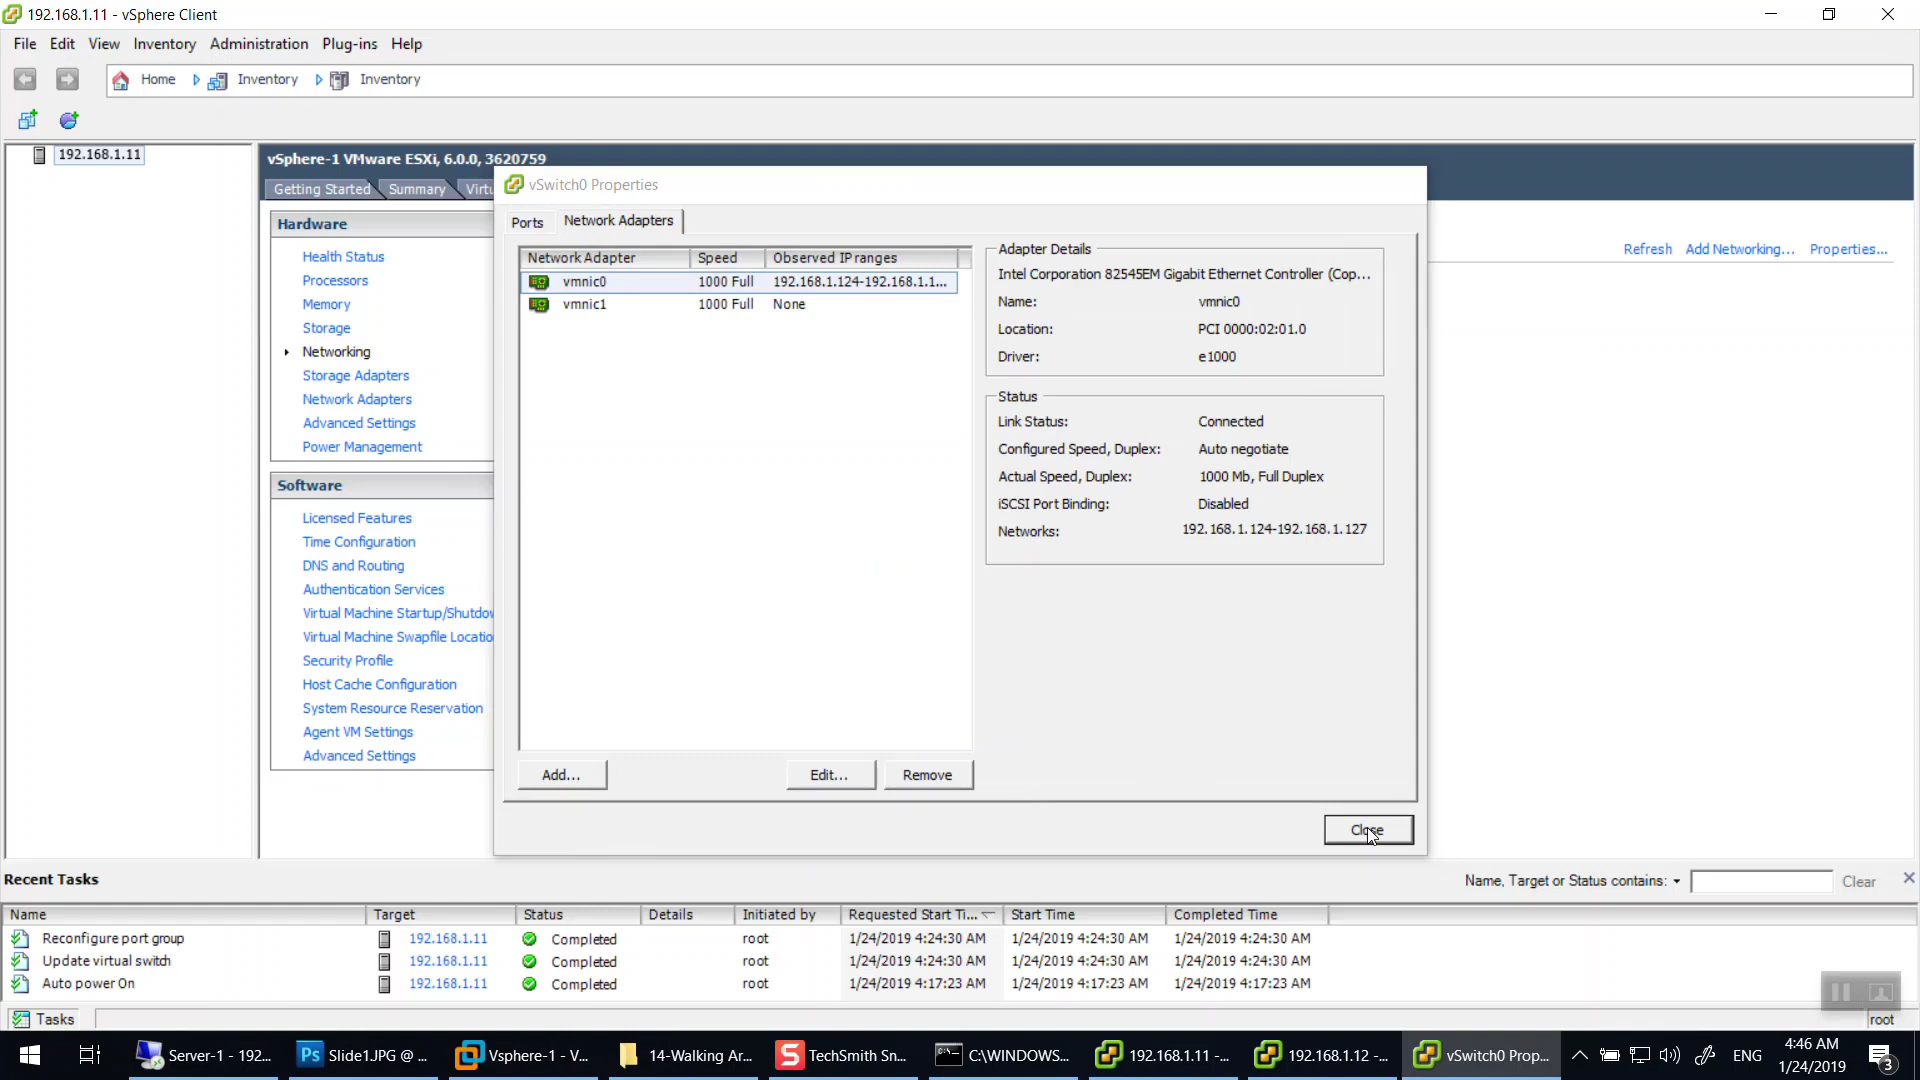 192.168.1.11 - vSphere Client
File Edit View Inventory Administration Plug-ins Help
Home Inventory Inventory
192.168.1.11
vSphere-1 VMware ESXi, 6.0.0, 3620759
Getting Started Summary Virtu
Hardware
Health Status
Processors
Memory
Storage
Networking
Storage Adapters
Network Adapters
Advanced Settings
Power Management
Software
Licensed Features
Time Configuration
DNS and Routing
Authentication Services
Virtual Machine Startup/Shutdow
Virtual Machine Swapfile Locatio
Security Profile
Host Cache Configuration
System Resource Reservation
Agent VM Settings
Advanced Settings
Refresh Add Networking... Properties...
vSwitch0 Properties
Ports Network Adapters
Network Adapter Speed Observed IP ranges
vmnic0 1000 Full 192.168.1.124-192.168.1.1...
vmnic1 1000 Full None
Add... Edit... Remove
Adapter Details
Intel Corporation 82545EM Gigabit Ethernet Controller (Cop...
Name: vmnic0
Location: PCI 0000:02:01.0
Driver: e1000
Status
Link Status: Connected
Configured Speed, Duplex: Auto negotiate
Actual Speed, Duplex: 1000 Mb, Full Duplex
iSCSI Port Binding: Disabled
Networks: 192.168.1.124-192.168.1.127
Close
Recent Tasks Name, Target or Status contains: Clear
Name Target Status Details Initiated by Requested Start Ti... Start Time Completed Time
Reconfigure port group 192.168.1.11 Completed root 1/24/2019 4:24:30 AM 1/24/2019 4:24:30 AM 1/24/2019 4:24:30 AM
Update virtual switch 192.168.1.11 Completed root 1/24/2019 4:24:30 AM 1/24/2019 4:24:30 AM 1/24/2019 4:24:30 AM
Auto power On 192.168.1.11 Completed root 1/24/2019 4:17:23 AM 1/24/2019 4:17:23 AM 1/24/2019 4:17:23 AM
Tasks root
Server-1 - 192... Ps Slide1.JPG @ ... Vsphere-1 - V... 14-Walking Ar... S TechSmith Sn... C:\WINDOWS... 192.168.1.11 -... 192.168.1.12 -... vSwitch0 Prop... ENG 4:46 AM 3
1/24/2019